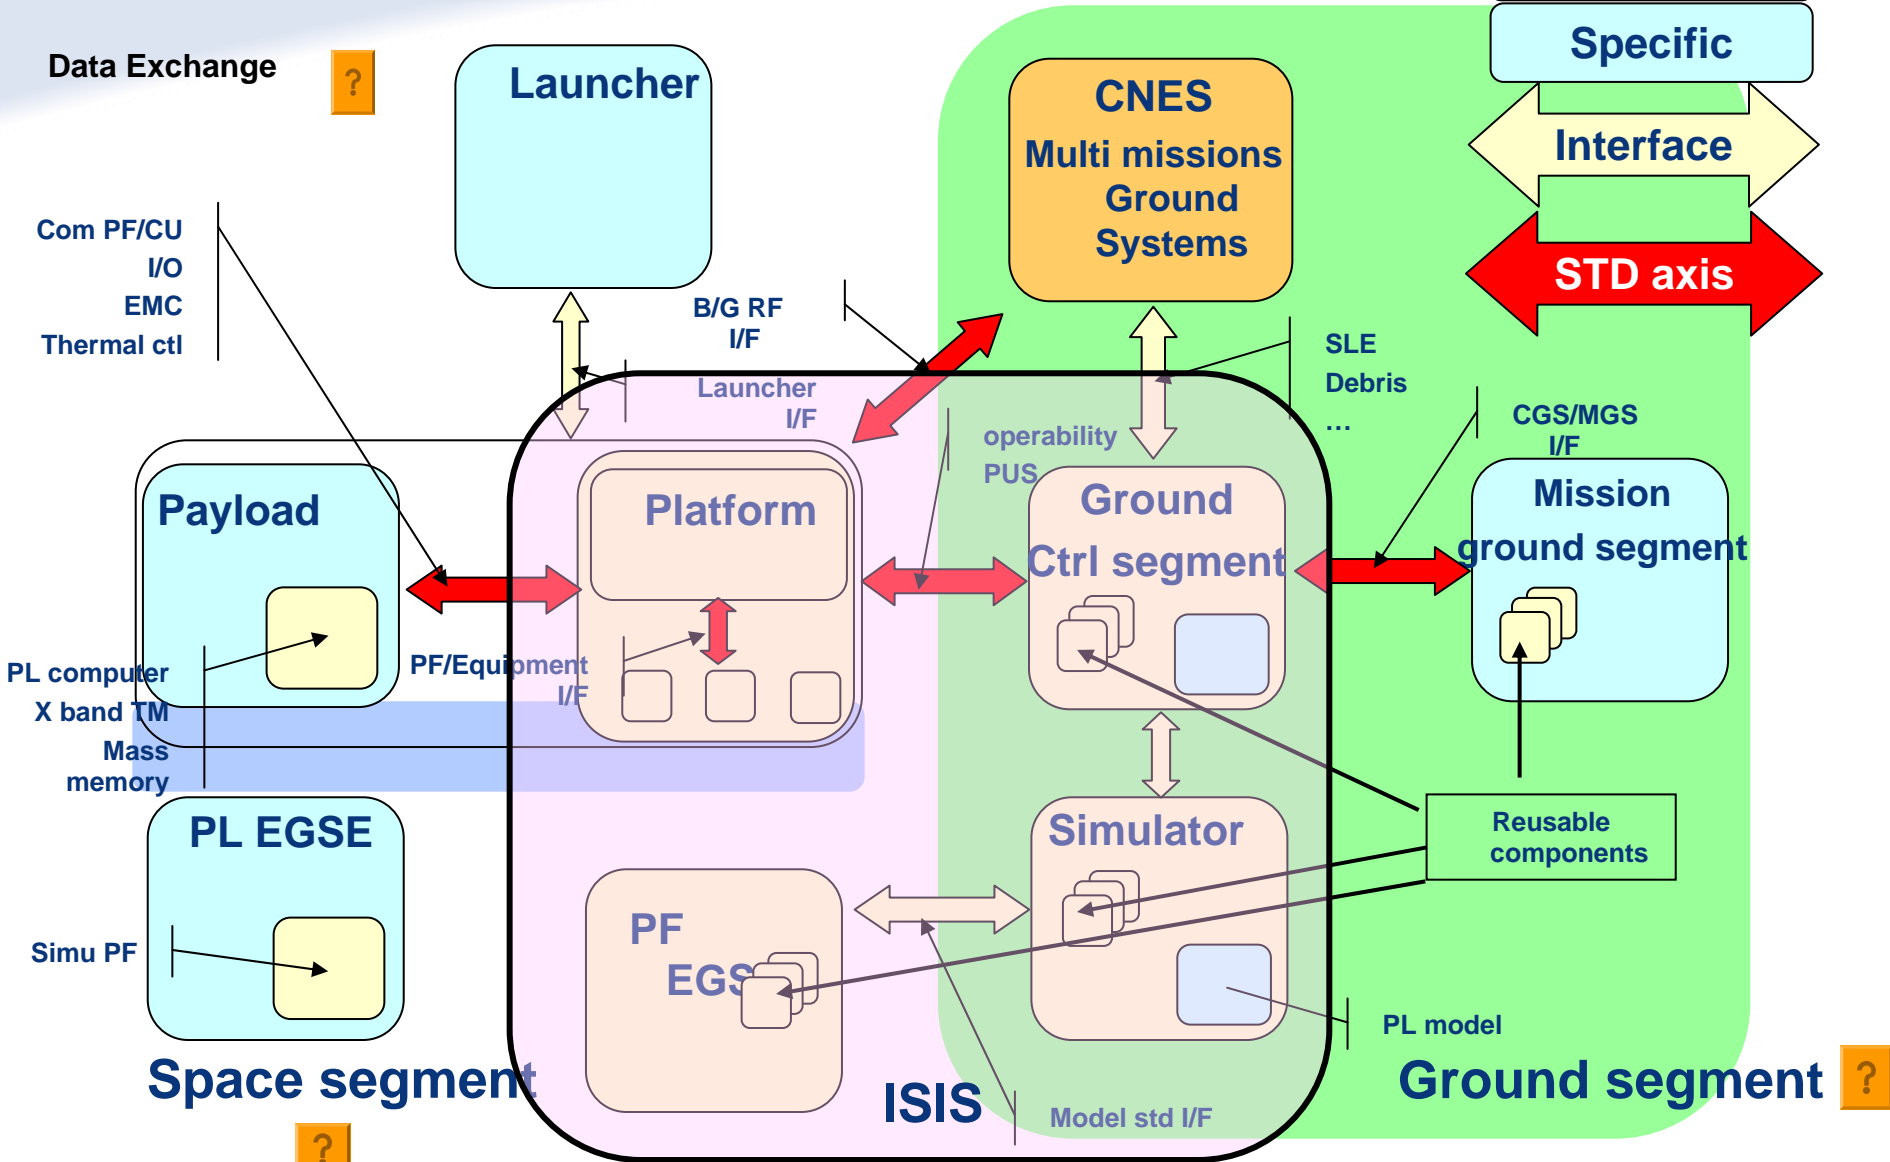 Data Exchange
?
Launcher
CNES
Multi missions
Ground
Systems
Specific
Interface
STD axis
Com PF/CU
I/O
EMC
Thermal ctl
B/G RF
I/F
Launcher
I/F
SLE
Debris
…
operability
PUS
CGS/MGS
I/F
Payload
Platform
Ground
Ctrl segment
Mission
ground segment
PL computer
X band TM
Mass
memory
PF/Equipment
I/F
PL EGSE
Simulator
Reusable
components
Simu PF
PF
EGS
PL model
Space segment
ISIS
Model std I/F
Ground segment
?
?